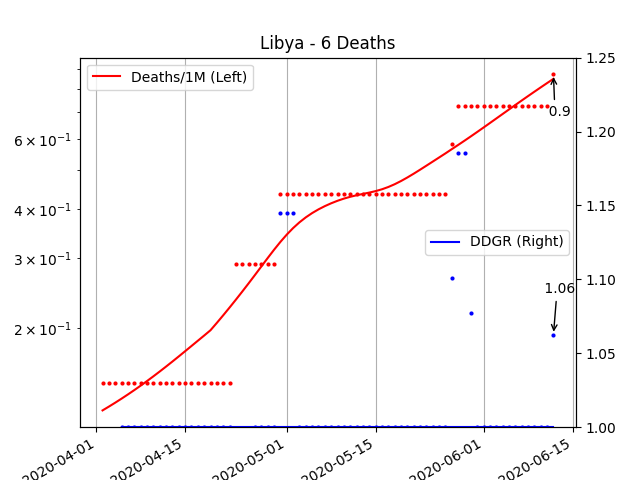 Libya - 6 Deaths
Deaths/1M (Left)
6 × 10⁻¹
4 × 10⁻¹
3 × 10⁻¹
2 × 10⁻¹
1.25
1.20
1.15
1.10
1.05
1.00
0.9
DDGR (Right)
1.06
2020-04-01
2020-04-15
2020-05-01
2020-05-15
2020-06-01
2020-06-15